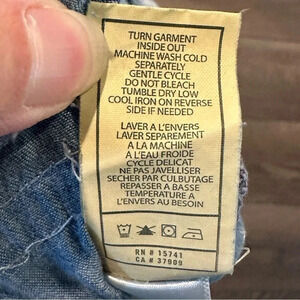 TURN GARMENT
INSIDE OUT
MACHINE WASH COLD
SEPARATELY
GENTLE CYCLE
DO NOT BLEACH
TUMBLE DRY LOW
COOL IRON ON REVERSE
SIDE IF NEEDED
LAVER A L'ENVERS
LAVER SEPAREMENT
A LA MACHINE
A L'EAU FROIDE
CYCLE DELICAT
NE PAS JAVELLISER
SECHER PAR CULBUTAGE
REPASSER A BASSE
TEMPERATURE A
L'ENVERS AU BESOIN
RN # 15741
CA # 37909